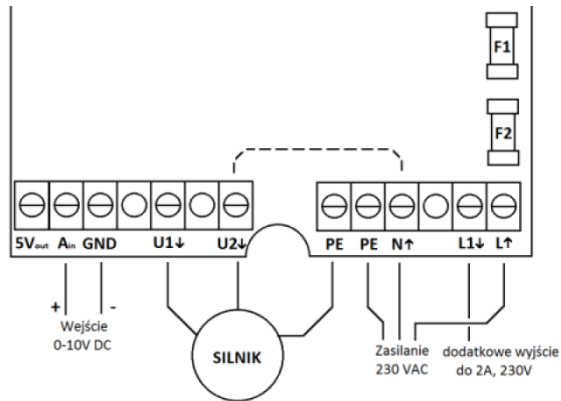 F1
F2
5Vout Ain GND U1↓ U2↓ PE PE N↑ L1↓ L↑
+ -
Wejście
0-10V DC
SILNIK
Zasilanie
230 VAC
dodatkowe wyjście
do 2A, 230V